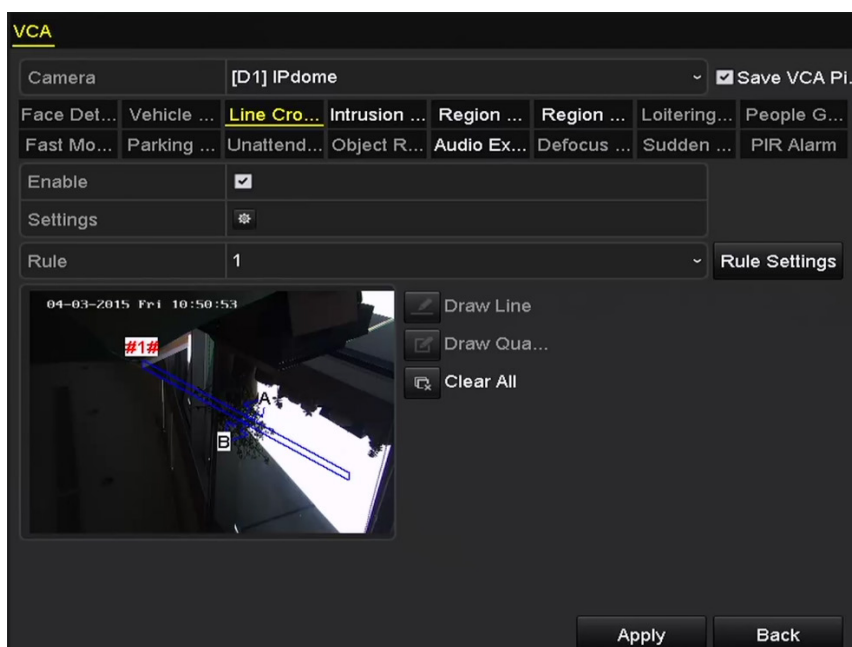 VCA
Camera [D1] IPdome Save VCA Pi.
Face Det... Vehicle ... Line Cro... Intrusion ... Region ... Region ... Loitering... People G...
Fast Mo... Parking ... Unattend... Object R... Audio Ex... Defocus ... Sudden ... PIR Alarm
Enable
Settings
Rule 1 Rule Settings
04-03-2015 Fri 10:50:53
#1#
A
B
Draw Line
Draw Qua...
Clear All
Apply Back